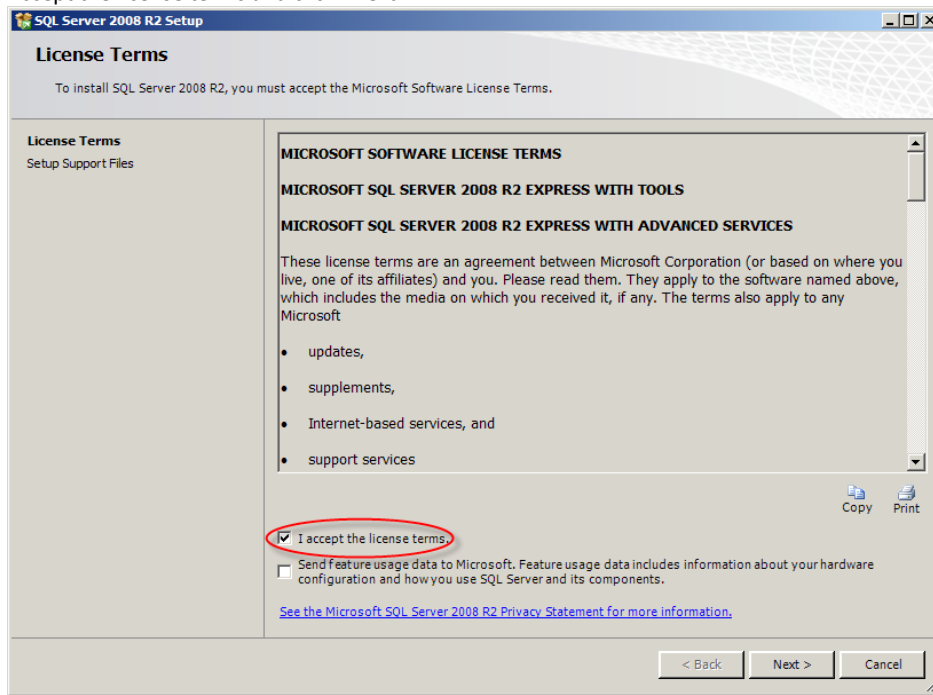 SQL Server 2008 R2 Setup
License Terms
To install SQL Server 2008 R2, you must accept the Microsoft Software License Terms.
License Terms
Setup Support Files
MICROSOFT SOFTWARE LICENSE TERMS
MICROSOFT SQL SERVER 2008 R2 EXPRESS WITH TOOLS
MICROSOFT SQL SERVER 2008 R2 EXPRESS WITH ADVANCED SERVICES
These license terms are an agreement between Microsoft Corporation (or based on where you
live, one of its affiliates) and you. Please read them. They apply to the software named above,
which includes the media on which you received it, if any. The terms also apply to any
Microsoft
• updates,
• supplements,
• Internet-based services, and
• support services
Copy Print
I accept the license terms.
Send feature usage data to Microsoft. Feature usage data includes information about your hardware
configuration and how you use SQL Server and its components.
See the Microsoft SQL Server 2008 R2 Privacy Statement for more information.
< Back Next > Cancel